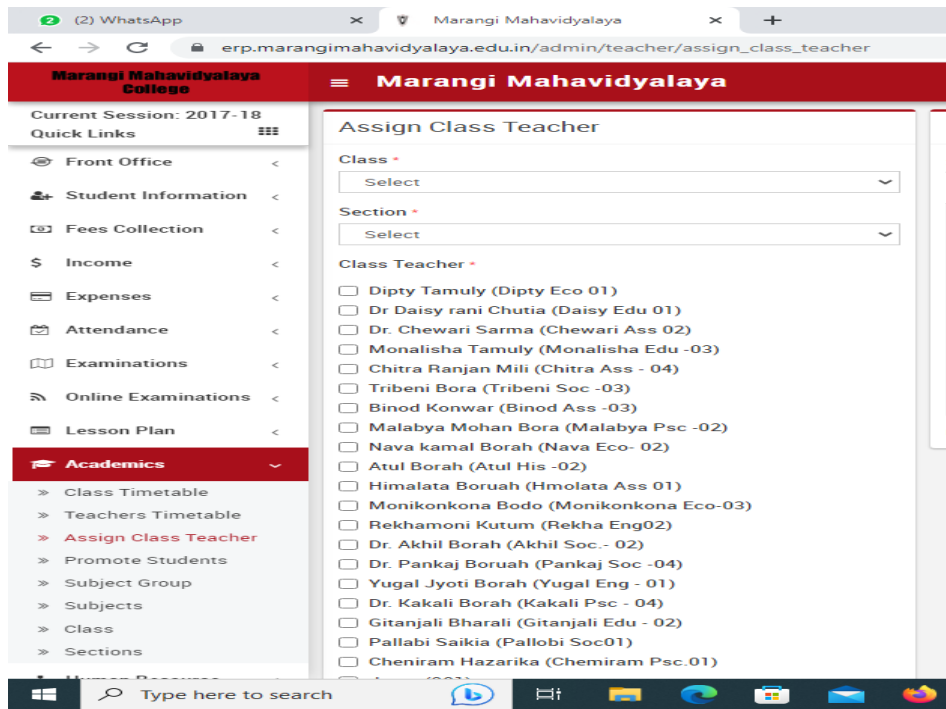 2 (2) WhatsApp
Marangi Mahavidyalaya
erp.marangimahavidyalaya.edu.in/admin/teacher/assign_class_teacher
Marangi Mahavidyalaya
College
Marangi Mahavidyalaya
Current Session: 2017-18
Quick Links
Front Office
Student Information
Fees Collection
Income
Expenses
Attendance
Examinations
Online Examinations
Lesson Plan
Academics
Class Timetable
Teachers Timetable
Assign Class Teacher
Promote Students
Subject Group
Subjects
Class
Sections
Assign Class Teacher
Class *
Select
Section *
Select
Class Teacher *
Dipty Tamuly (Dipty Eco 01)
Dr Daisy rani Chutia (Daisy Edu 01)
Dr. Chewari Sarma (Chewari Ass 02)
Monalisha Tamuly (Monalisha Edu -03)
Chitra Ranjan Mili (Chitra Ass - 04)
Tribeni Bora (Tribeni Soc -03)
Binod Konwar (Binod Ass -03)
Malabya Mohan Bora (Malabya Psc -02)
Nava kamal Borah (Nava Eco- 02)
Atul Borah (Atul His -02)
Himalata Boruah (Hmolata Ass 01)
Monikonkona Bodo (Monikonkona Eco-03)
Rekhamoni Kutum (Rekha Eng02)
Dr. Akhil Borah (Akhil Soc.- 02)
Dr. Pankaj Boruah (Pankaj Soc -04)
Yugal Jyoti Borah (Yugal Eng - 01)
Dr. Kakali Borah (Kakali Psc - 04)
Gitanjali Bharali (Gitanjali Edu - 02)
Pallabi Saikia (Pallobi Soc01)
Cheniram Hazarika (Chemiram Psc.01)
Type here to search